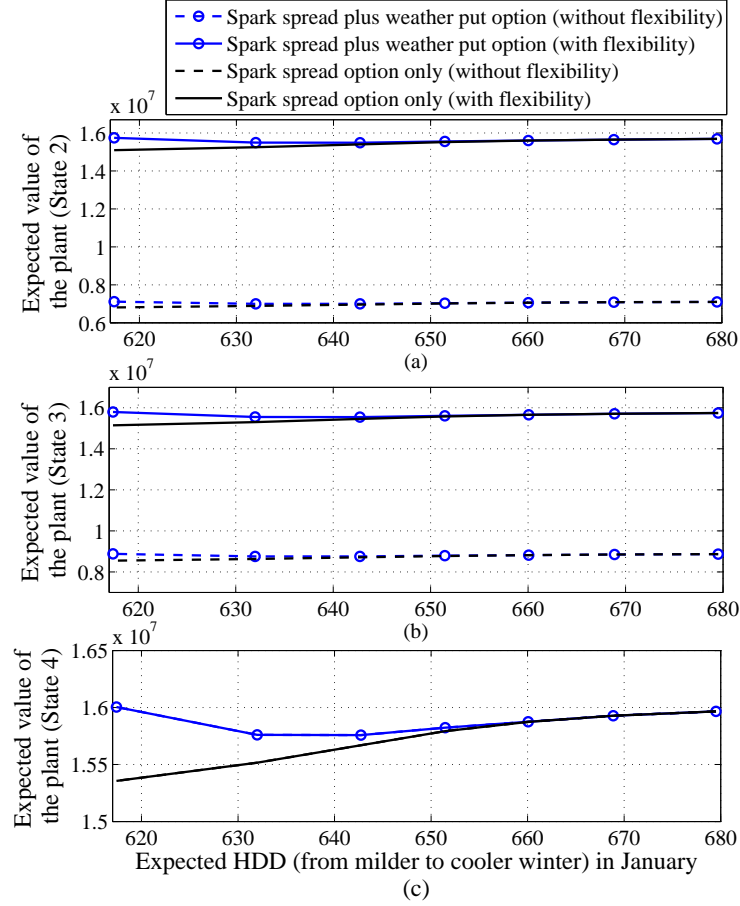 Spark spread plus weather put option (without flexibility)
Spark spread plus weather put option (with flexibility)
Spark spread option only (without flexibility)
Spark spread option only (with flexibility)
x 10^7
1.6
1.4
1.2
1
0.8
0.6
Expected value of
the plant (State 2)
620 630 640 650 660 670 680
(a)
x 10^7
1.6
1.4
1.2
1
0.8
Expected value of
the plant (State 3)
620 630 640 650 660 670 680
(b)
x 10^7
1.65
1.6
1.55
1.5
Expected value of
the plant (State 4)
620 630 640 650 660 670 680
Expected HDD (from milder to cooler winter) in January
(c)